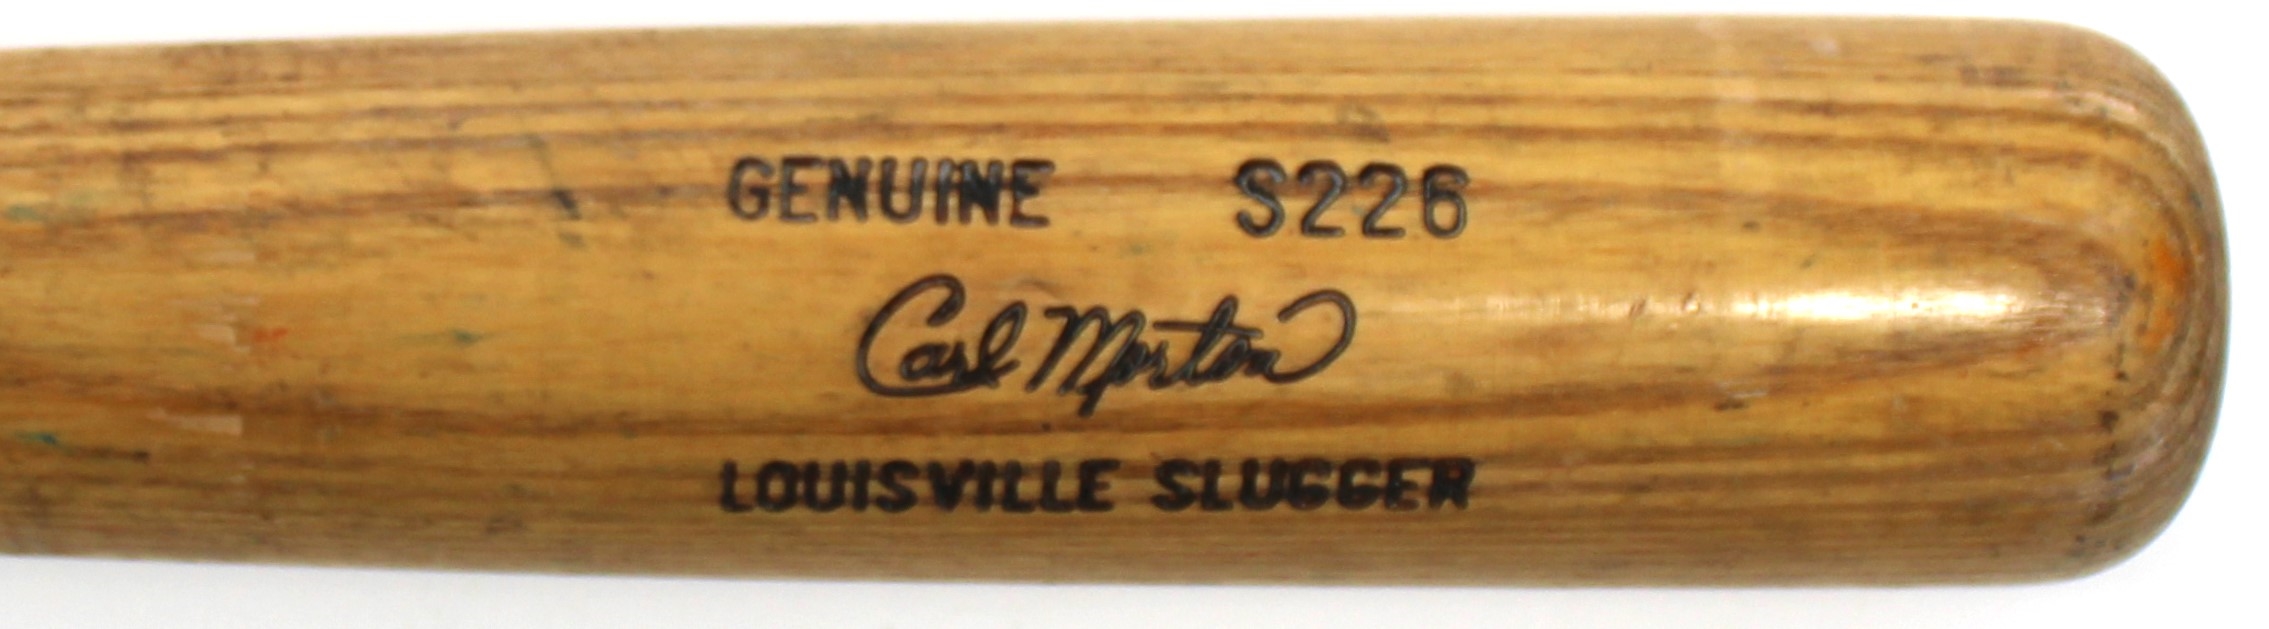 GENUINE S226
Carl Morton
LOUISVILLE SLUGGER